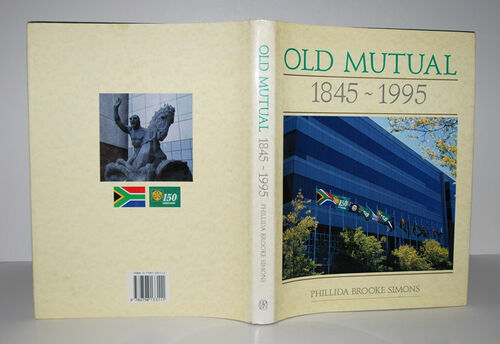 OLD MUTUAL
1845 ~ 1995
PHILLIDA BROOKE SIMONS
OLD MUTUAL 1845 ~ 1995 PHILLIDA BROOKE SIMONS
150